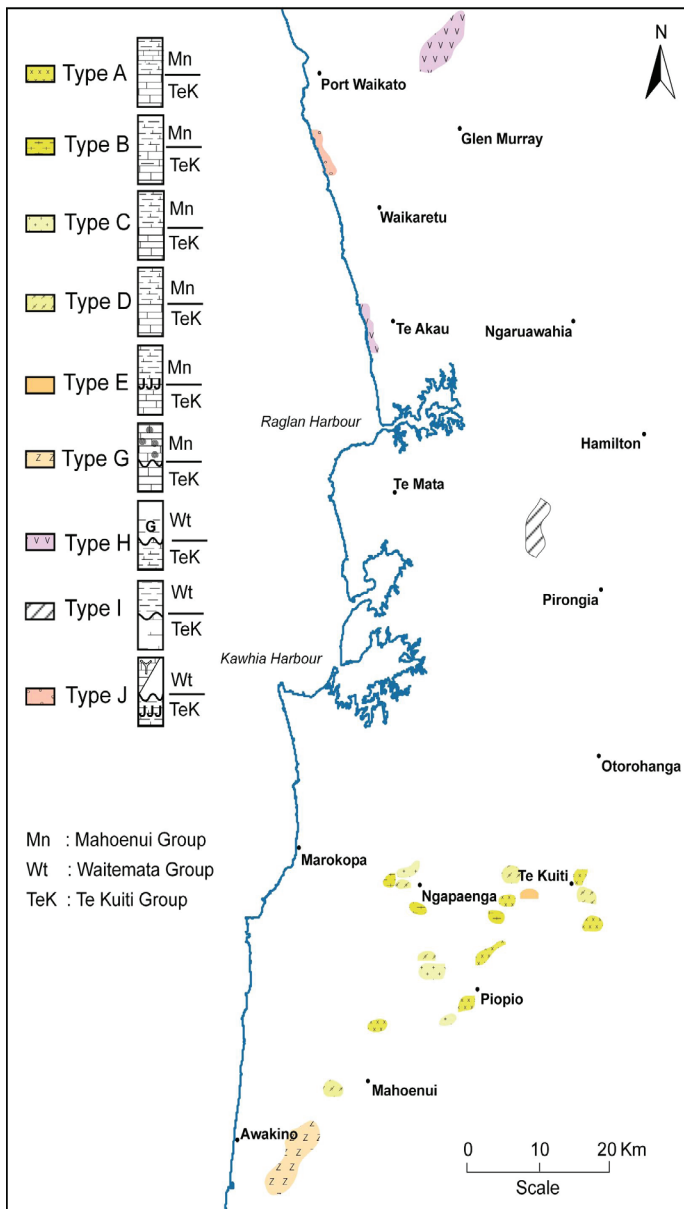 Type A
Mn
TeK
Type B
Mn
TeK
Type C
Mn
TeK
Type D
Mn
TeK
Type E
JJJ
Mn
TeK
Type G
Z Z
Mn
TeK
Type H
V V
G
Wt
TeK
Type I
Wt
TeK
Type J
JJJ
Wt
TeK
Mn : Mahoenui Group
Wt : Waitemata Group
TeK : Te Kuiti Group
N
Port Waikato
Glen Murray
Waikaretu
Te Akau
Ngaruawahia
Raglan Harbour
Hamilton
Te Mata
Pirongia
Kawhia Harbour
Otorohanga
Marokopa
Te Kuiti
Ngapaenga
Piopio
Mahoenui
Awakino
0 10 20 Km
Scale